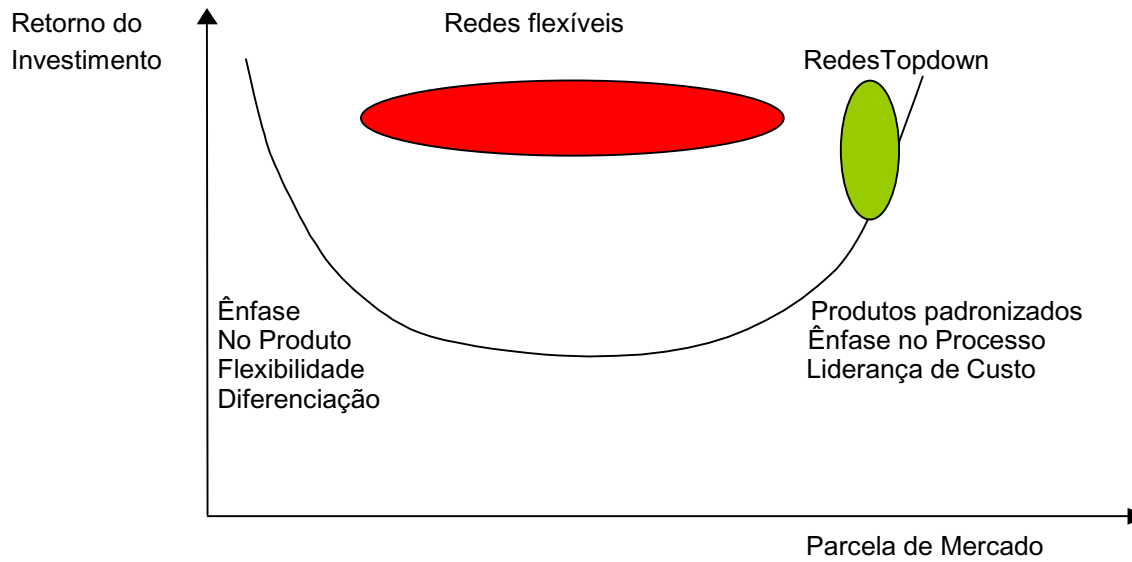 Retorno do
Investimento
Redes flexíveis
RedesTopdown
Ênfase
No Produto
Flexibilidade
Diferenciação
Produtos padronizados
Ênfase no Processo
Liderança de Custo
Parcela de Mercado